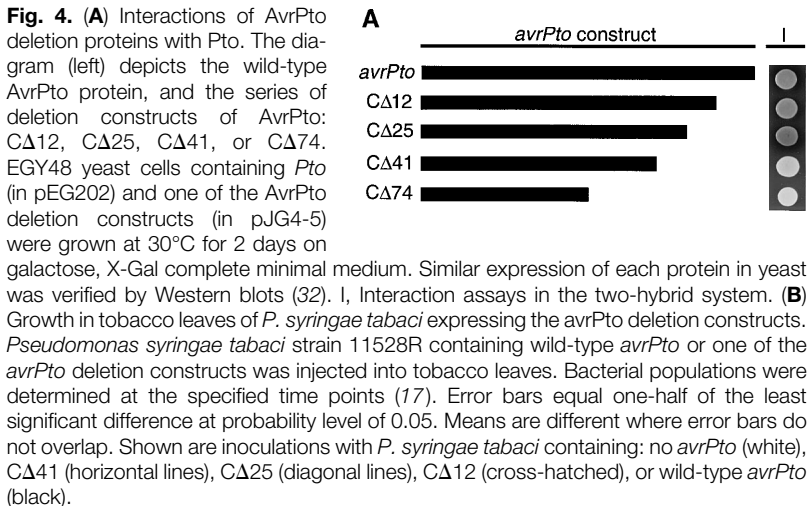 Fig. 4. (A) Interactions of AvrPto
deletion proteins with Pto. The dia-
gram (left) depicts the wild-type
AvrPto protein, and the series of
deletion constructs of AvrPto:
CΔ12, CΔ25, CΔ41, or CΔ74.
EGY48 yeast cells containing Pto
(in pEG202) and one of the AvrPto
deletion constructs (in pJG4-5)
were grown at 30°C for 2 days on
galactose, X-Gal complete minimal medium. Similar expression of each protein in yeast
was verified by Western blots (32). I, Interaction assays in the two-hybrid system. (B)
Growth in tobacco leaves of P. syringae tabaci expressing the avrPto deletion constructs.
Pseudomonas syringae tabaci strain 11528R containing wild-type avrPto or one of the
avrPto deletion constructs was injected into tobacco leaves. Bacterial populations were
determined at the specified time points (17). Error bars equal one-half of the least
significant difference at probability level of 0.05. Means are different where error bars do
not overlap. Shown are inoculations with P. syringae tabaci containing: no avrPto (white),
CΔ41 (horizontal lines), CΔ25 (diagonal lines), CΔ12 (cross-hatched), or wild-type avrPto
(black).
A
avrPto construct I
avrPto
CΔ12
CΔ25
CΔ41
CΔ74